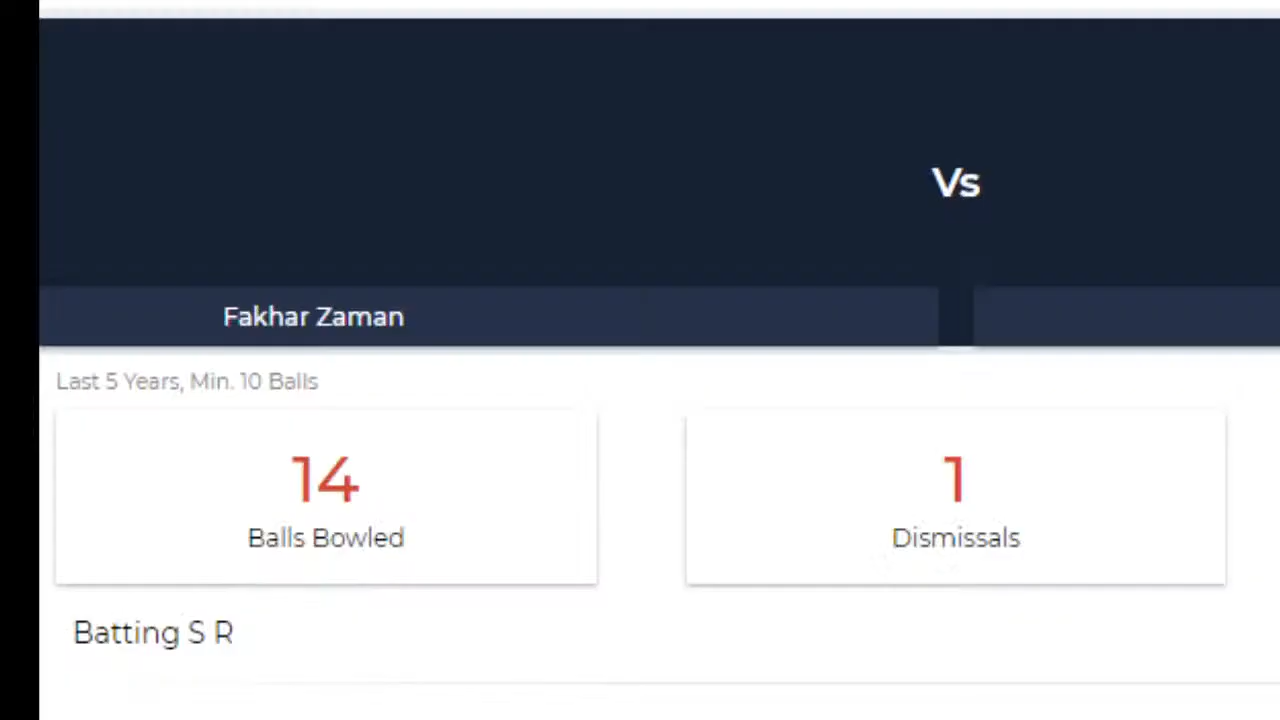 Vs
Fakhar Zaman
Last 5 Years, Min. 10 Balls
14
Balls Bowled
1
Dismissals
Batting S R